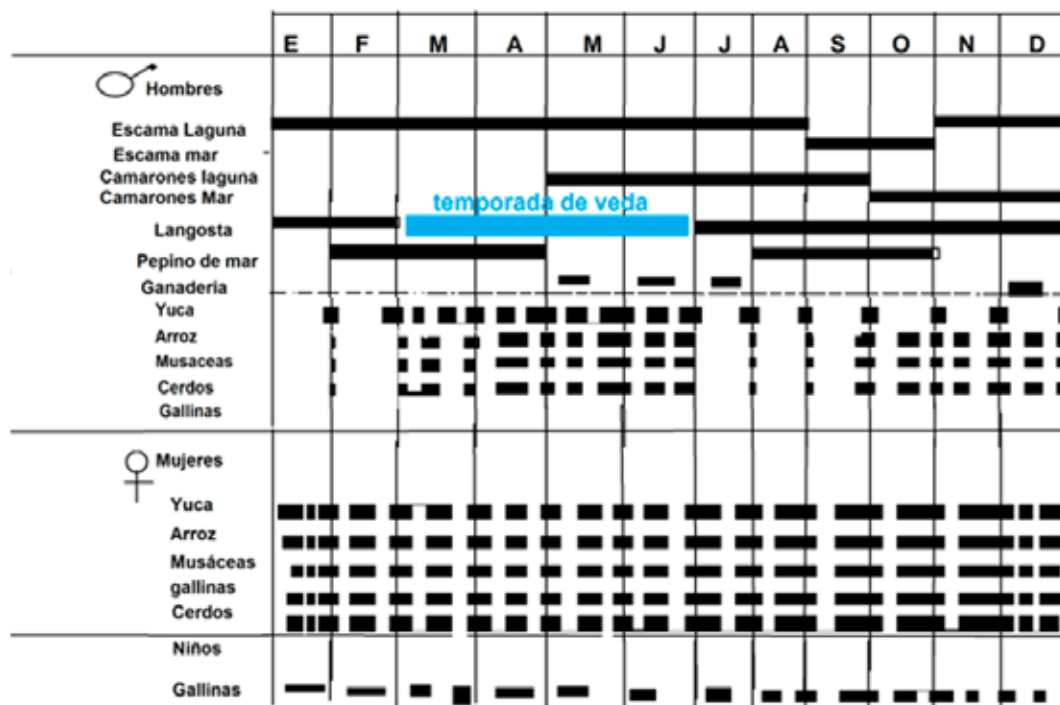 E F M A M J J A S O N D
Hombres
Escama Laguna
Escama mar
Camarones laguna
Camarones Mar
temporada de veda
Langosta
Pepino de mar
Ganaderia
Yuca
Arroz
Musaceas
Cerdos
Gallinas
Mujeres
Yuca
Arroz
Musáceas
gallinas
Cerdos
Niños
Gallinas